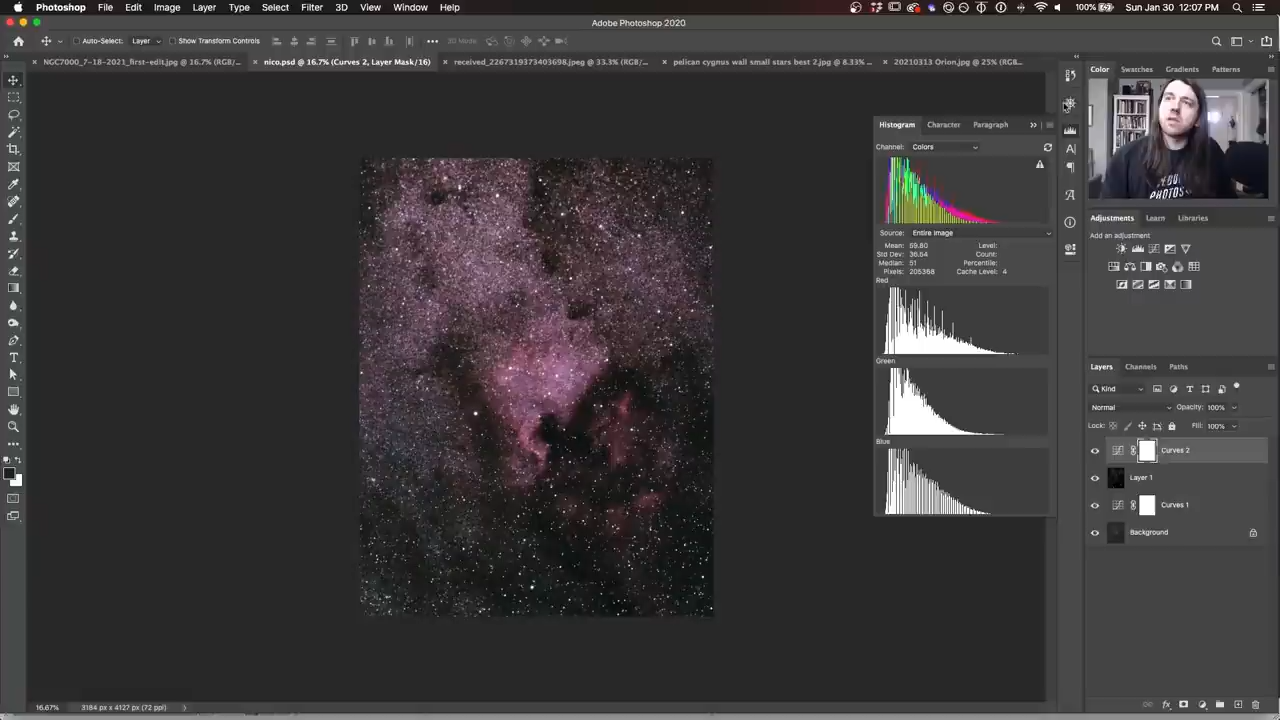 Photoshop File Edit Image Layer Type Select Filter 3D View Window Help 100% Sun Jan 30 12:07 PM
Adobe Photoshop 2020
Auto-Select: Layer Show Transform Controls 3D Mode:
NGC7000_7-18-2021_first-edit.jpg @ 16.7% (RGB/... nico.psd @ 16.7% (Curves 2, Layer Mask/16) received_2267319373403698.jpeg @ 33.3% (RGB/... pelican cygnus wall small stars best 2.jpg @ 8.33% ... 20210313 Orion.jpg @ 25% (RGB...
Color Swatches Gradients Patterns
Histogram Character Paragraph
Channel: Colors
Source: Entire Image
Mean: 59.80 Level:
Std Dev: 36.54 Count:
Median: 51 Percentile:
Pixels: 205368 Cache Level: 4
Red
Green
Blue
Adjustments Learn Libraries
Add an adjustment
Layers Channels Paths
Kind
Normal Opacity: 100%
Lock: Fill: 100%
Curves 2
Layer 1
Curves 1
Background
16.67% 3184 px x 4127 px (72 ppi)